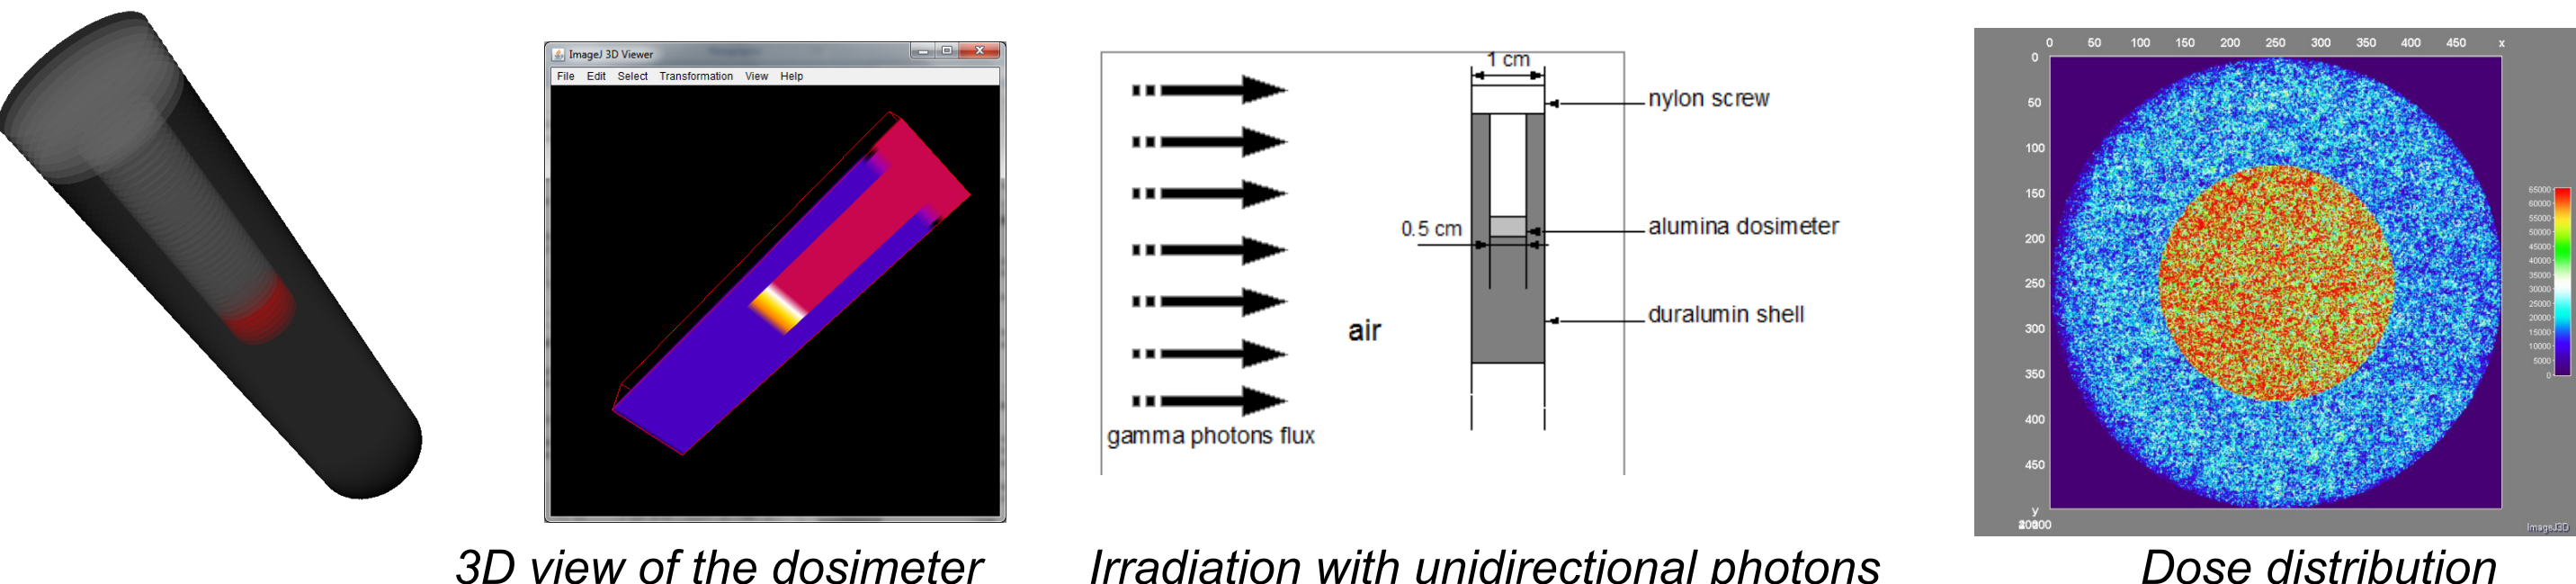 ImageJ 3D Viewer
File Edit Select Transformation View Help
3D view of the dosimeter
1 cm
nylon screw
0.5 cm
alumina dosimeter
duralumin shell
air
gamma photons flux
Irradiation with unidirectional photons
0 50 100 150 200 250 300 350 400 450 x
0
50
100
150
200
250
300
350
400
450
y
65000
60000
55000
50000
45000
40000
35000
30000
25000
20000
15000
10000
5000
0
ImageJ3D
Dose distribution